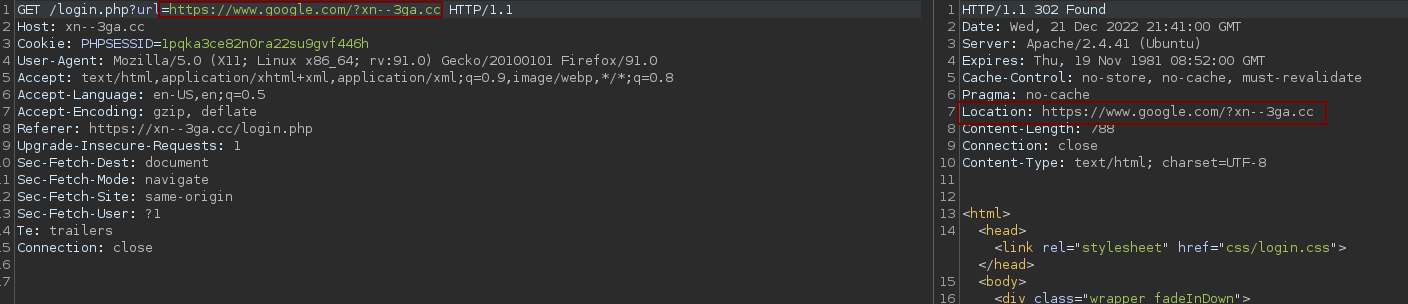 1 GET /login.php?url=https://www.google.com/?xn--3ga.cc HTTP/1.1
2 Host: xn--3ga.cc
3 Cookie: PHPSESSID=1pqka3ce82n0ra22su9gvf446h
4 User-Agent: Mozilla/5.0 (X11; Linux x86_64; rv:91.0) Gecko/20100101 Firefox/91.0
5 Accept: text/html,application/xhtml+xml,application/xml;q=0.9,image/webp,*/*;q=0.8
6 Accept-Language: en-US,en;q=0.5
7 Accept-Encoding: gzip, deflate
8 Referer: https://xn--3ga.cc/login.php
9 Upgrade-Insecure-Requests: 1
10 Sec-Fetch-Dest: document
11 Sec-Fetch-Mode: navigate
12 Sec-Fetch-Site: same-origin
13 Sec-Fetch-User: ?1
14 Te: trailers
15 Connection: close
16
17
1 HTTP/1.1 302 Found
2 Date: Wed, 21 Dec 2022 21:41:00 GMT
3 Server: Apache/2.4.41 (Ubuntu)
4 Expires: Thu, 19 Nov 1981 08:52:00 GMT
5 Cache-Control: no-store, no-cache, must-revalidate
6 Pragma: no-cache
7 Location: https://www.google.com/?xn--3ga.cc
8 Content-Length: 788
9 Connection: close
10 Content-Type: text/html; charset=UTF-8
11
12
13 <html>
14 <head>
<link rel="stylesheet" href="css/login.css">
</head>
15 <body>
16 <div class="wrapper fadeInDown">